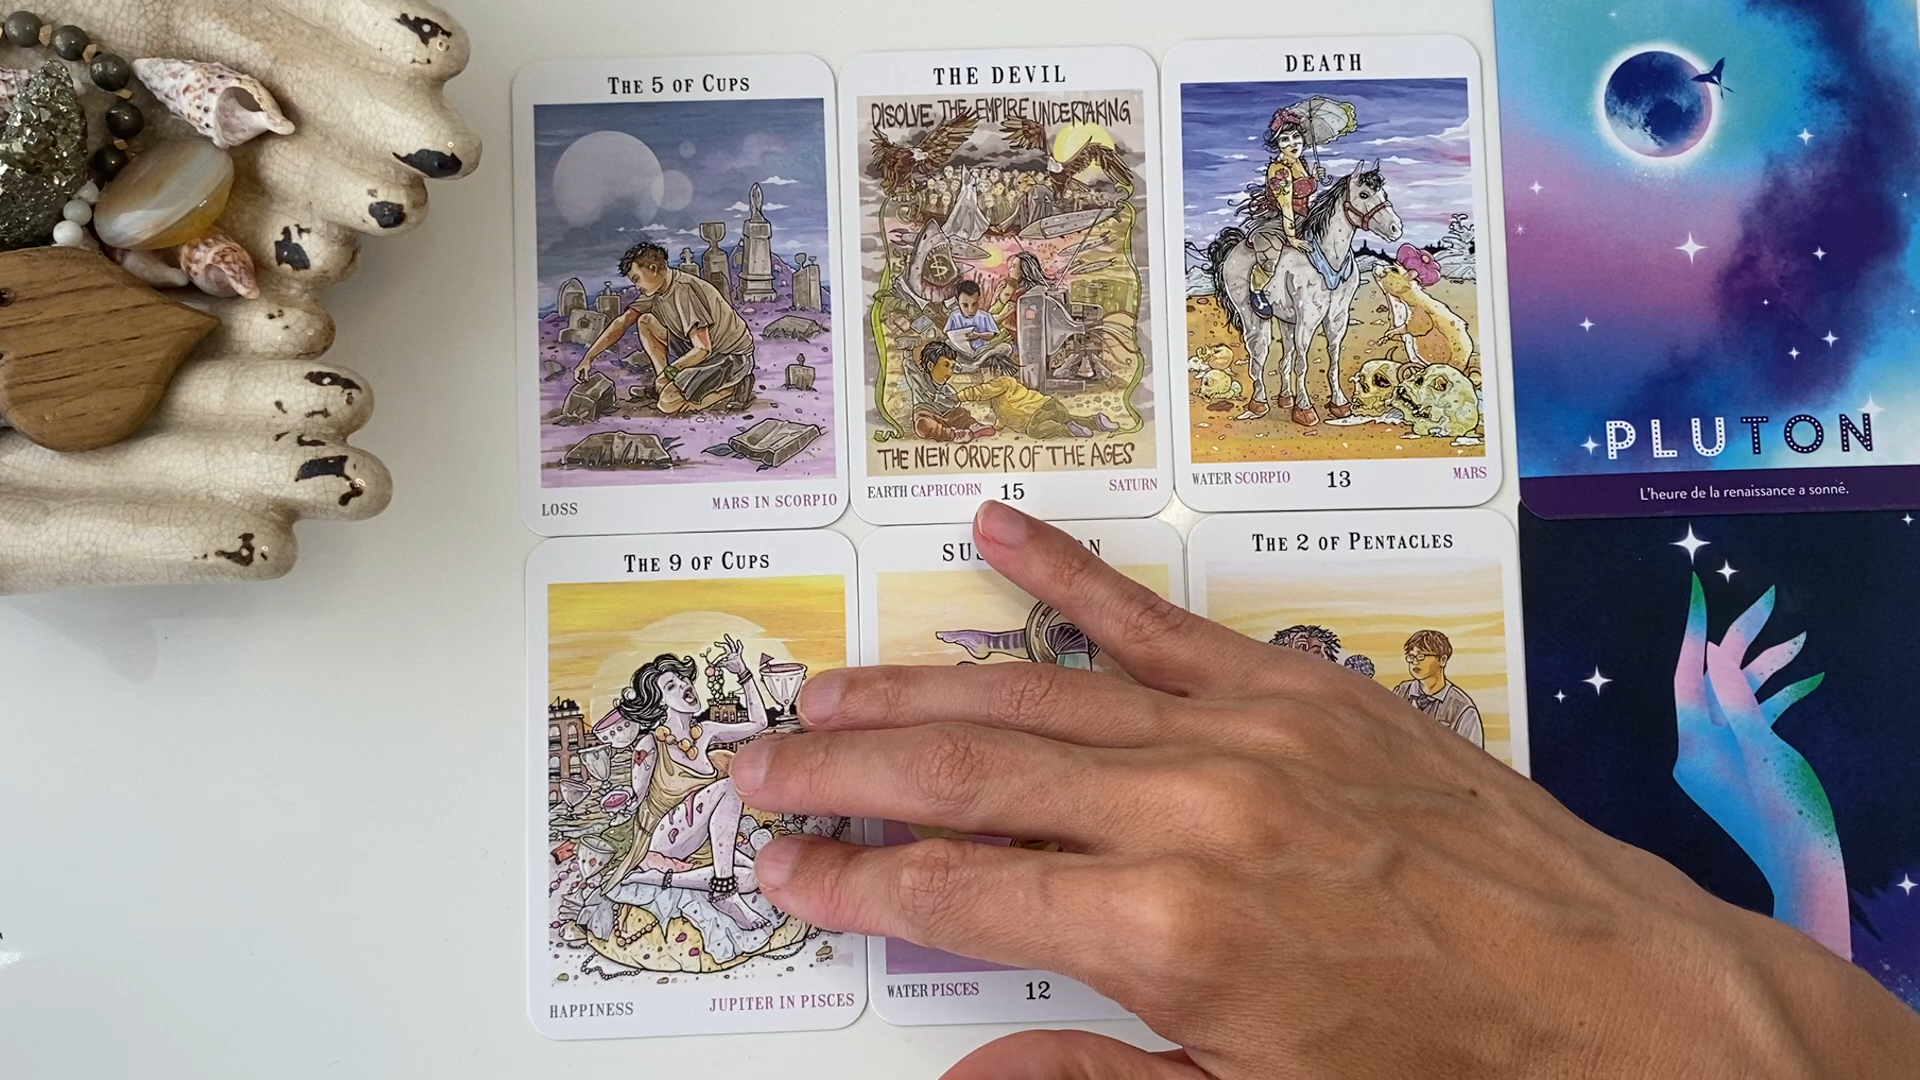 The 5 of Cups
LOSS
MARS IN SCORPIO
THE DEVIL
DISOLVE THE EMPIRE UNDERTAKING
$
THE NEW ORDER OF THE AGES
EARTH CAPRICORN 15 SATURN
DEATH
WATER SCORPIO 13 MARS
PLUTON
L'heure de la renaissance a sonné.
The 9 of Cups
HAPPINESS
JUPITER IN PISCES
WATER PISCES 12
The 2 of Pentacles